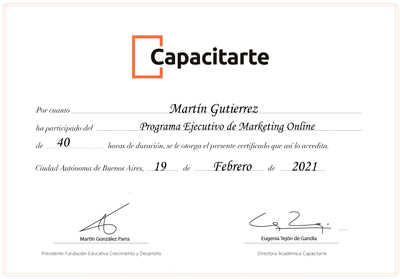 Capacitarte
Por cuanto Martín Gutierrez
ha participado del Programa Ejecutivo de Marketing Online
de 40 horas de duración, se le otorga el presente certificado que así lo acredita.
Ciudad Autónoma de Buenos Aires, 19 de Febrero de 2021
Martín González Parra Eugenia Tejón de Gandía
Presidente Fundación Educativa Crecimiento y Desarrollo Directora Académica Capacitarte